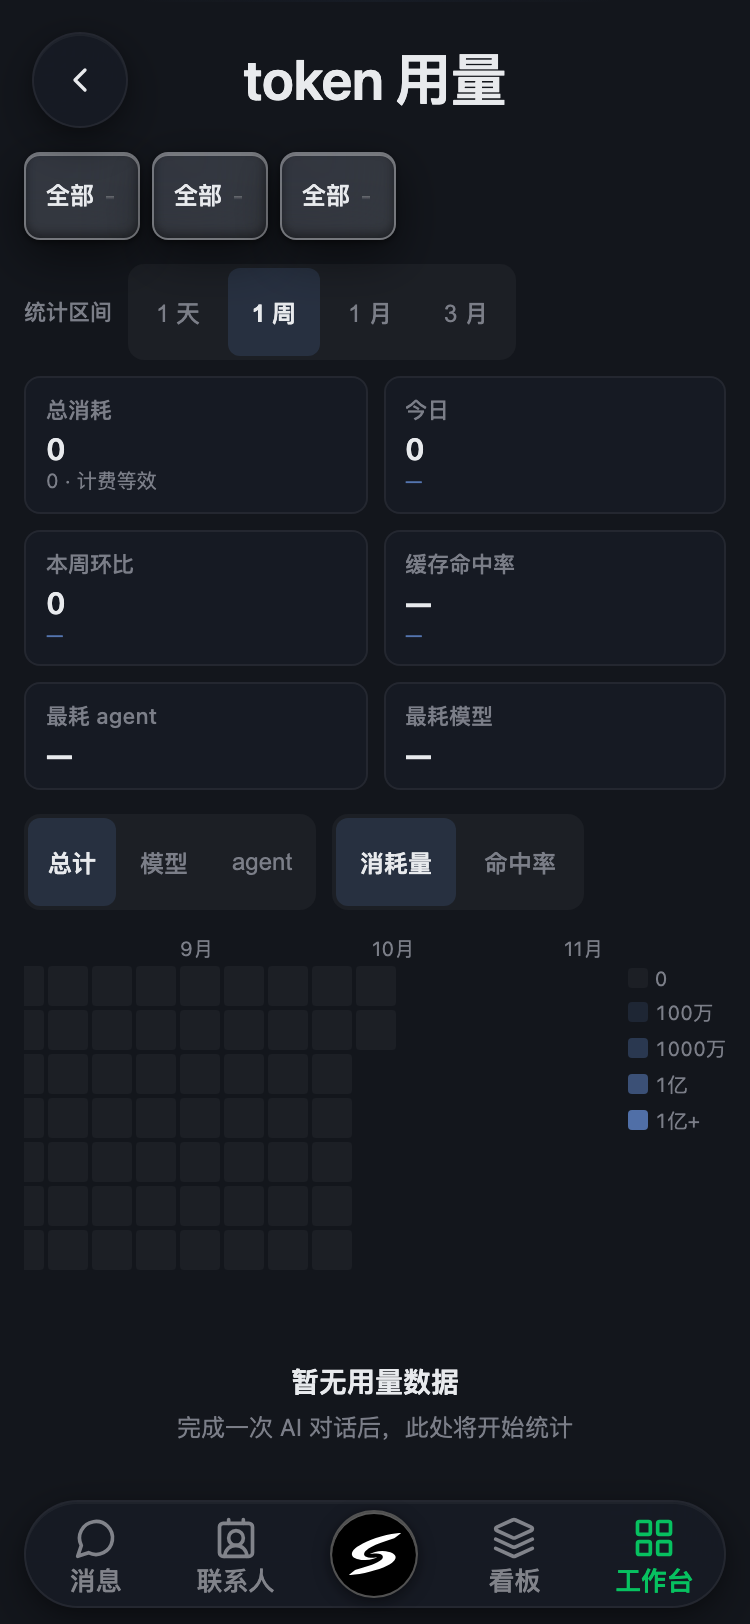 token 用量
全部 - 全部 - 全部 -
统计区间 1 天 1 周 1 月 3 月
总消耗
0
0 · 计费等效
今日
0
—
本周环比
0
—
缓存命中率
—
—
最耗 agent
—
最耗模型
—
总计 模型 agent 消耗量 命中率
9月 10月 11月
0
100万
1000万
1亿
1亿+
暂无用量数据
完成一次 AI 对话后，此处将开始统计
消息 联系人 看板 工作台